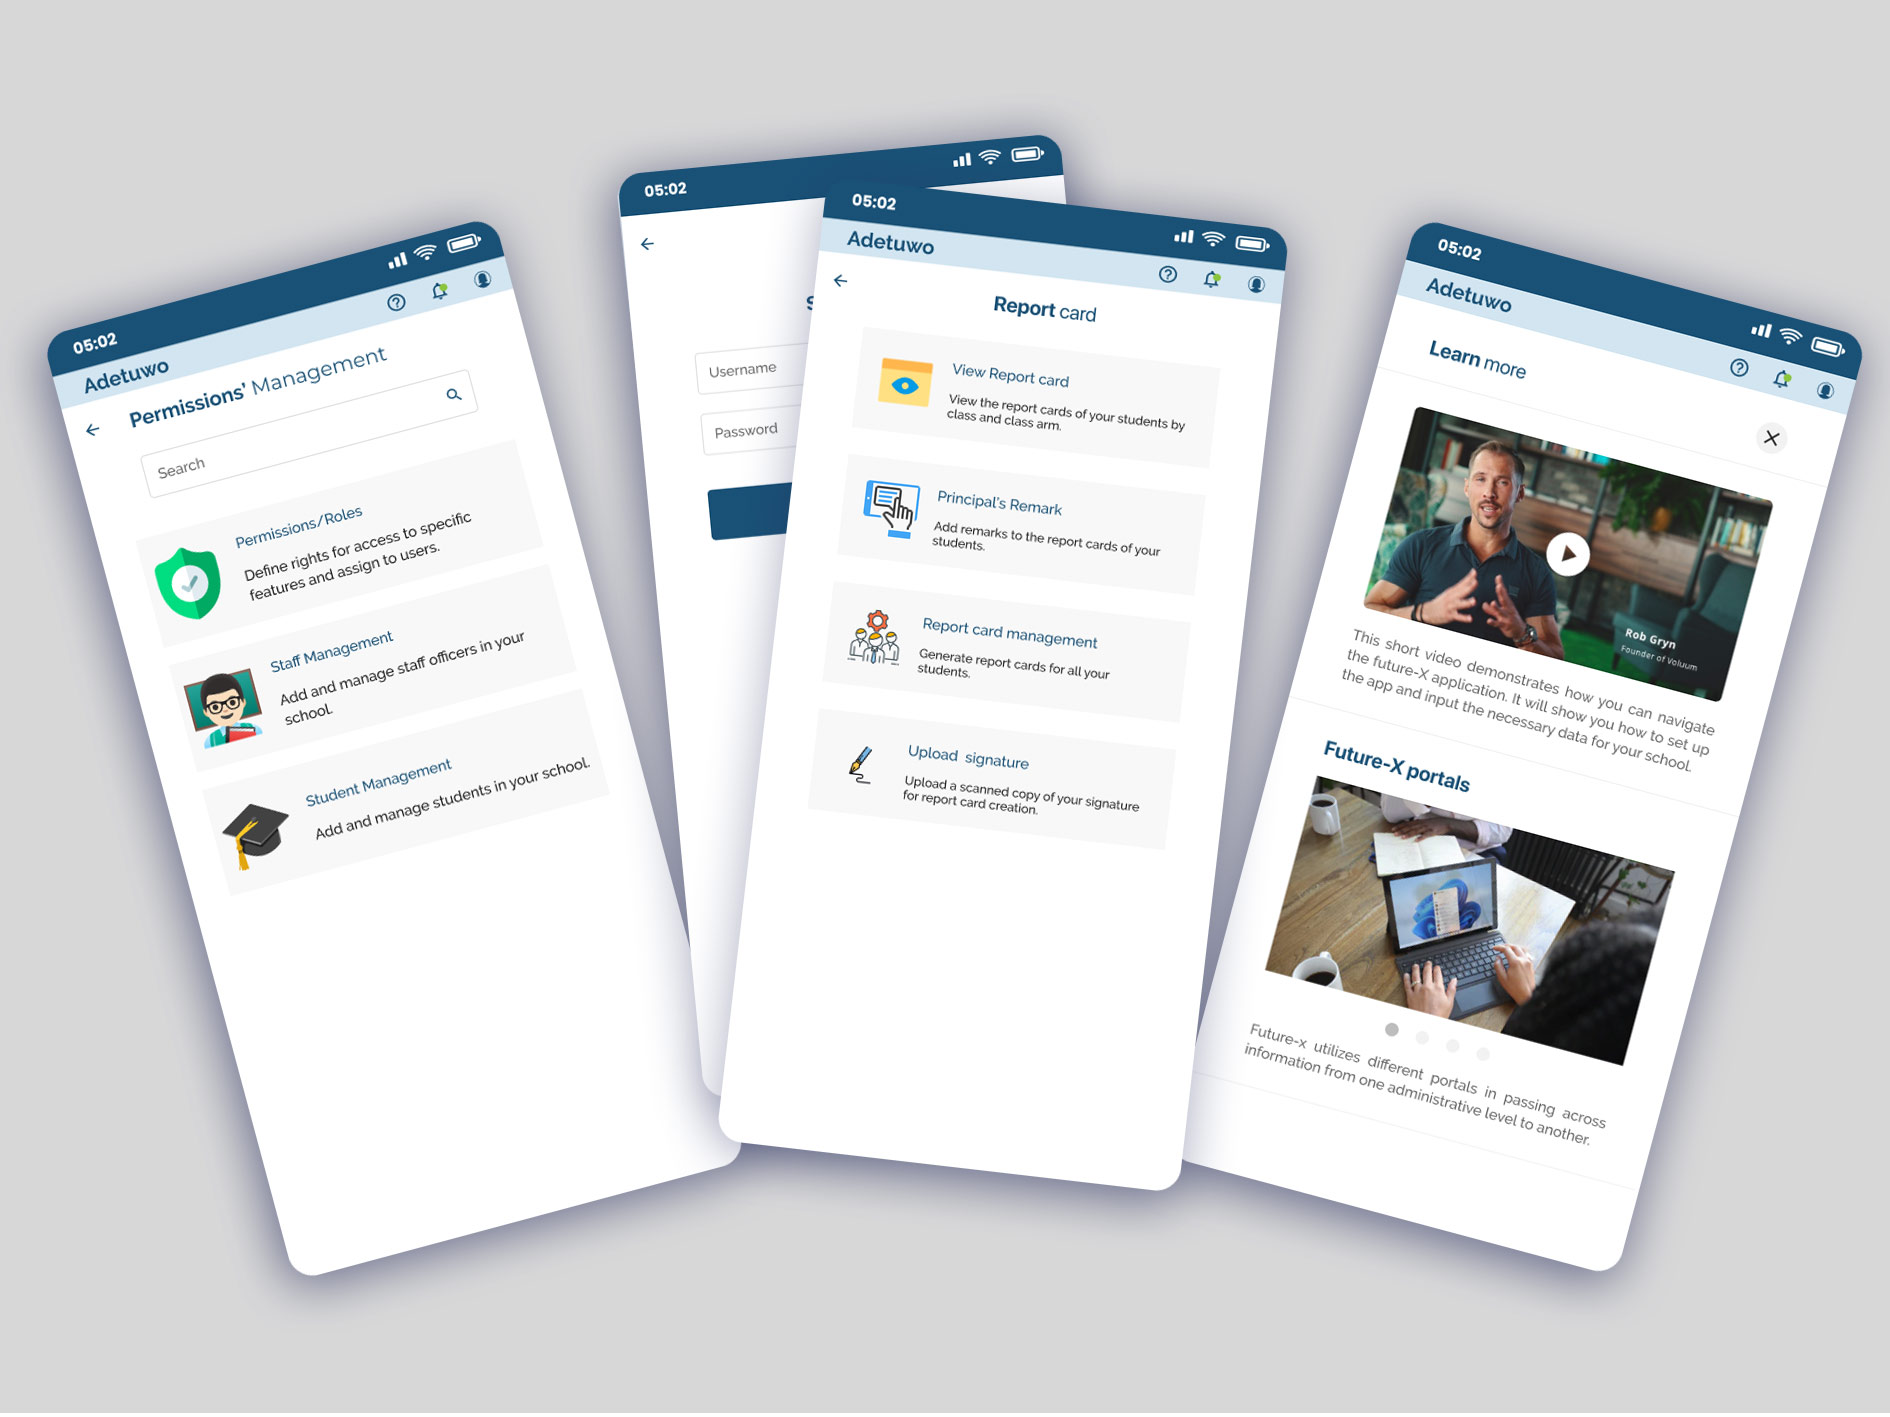 05:02
Adetuwo
Permissions' Management
Search
Permissions/Roles
Define rights for access to specific
features and assign to users.
Staff Management
Add and manage staff officers in your
school.
Student Management
Add and manage students in your school.
05:02
S
Username
Password
05:02
Adetuwo
Report card
View Report card
View the report cards of your students by
class and class arm.
Principal's Remark
Add remarks to the report cards of your
students.
Report card management
Generate report cards for all your
students.
Upload signature
Upload a scanned copy of your signature
for report card creation.
05:02
Adetuwo
Learn more
Rob Gryn
Founder of Voluum
This short video demonstrates how you can navigate
the future-X application. It will show you how to set up
the app and input the necessary data for your school.
Future-X portals
Future-x utilizes different portals in passing across
information from one administrative level to another.